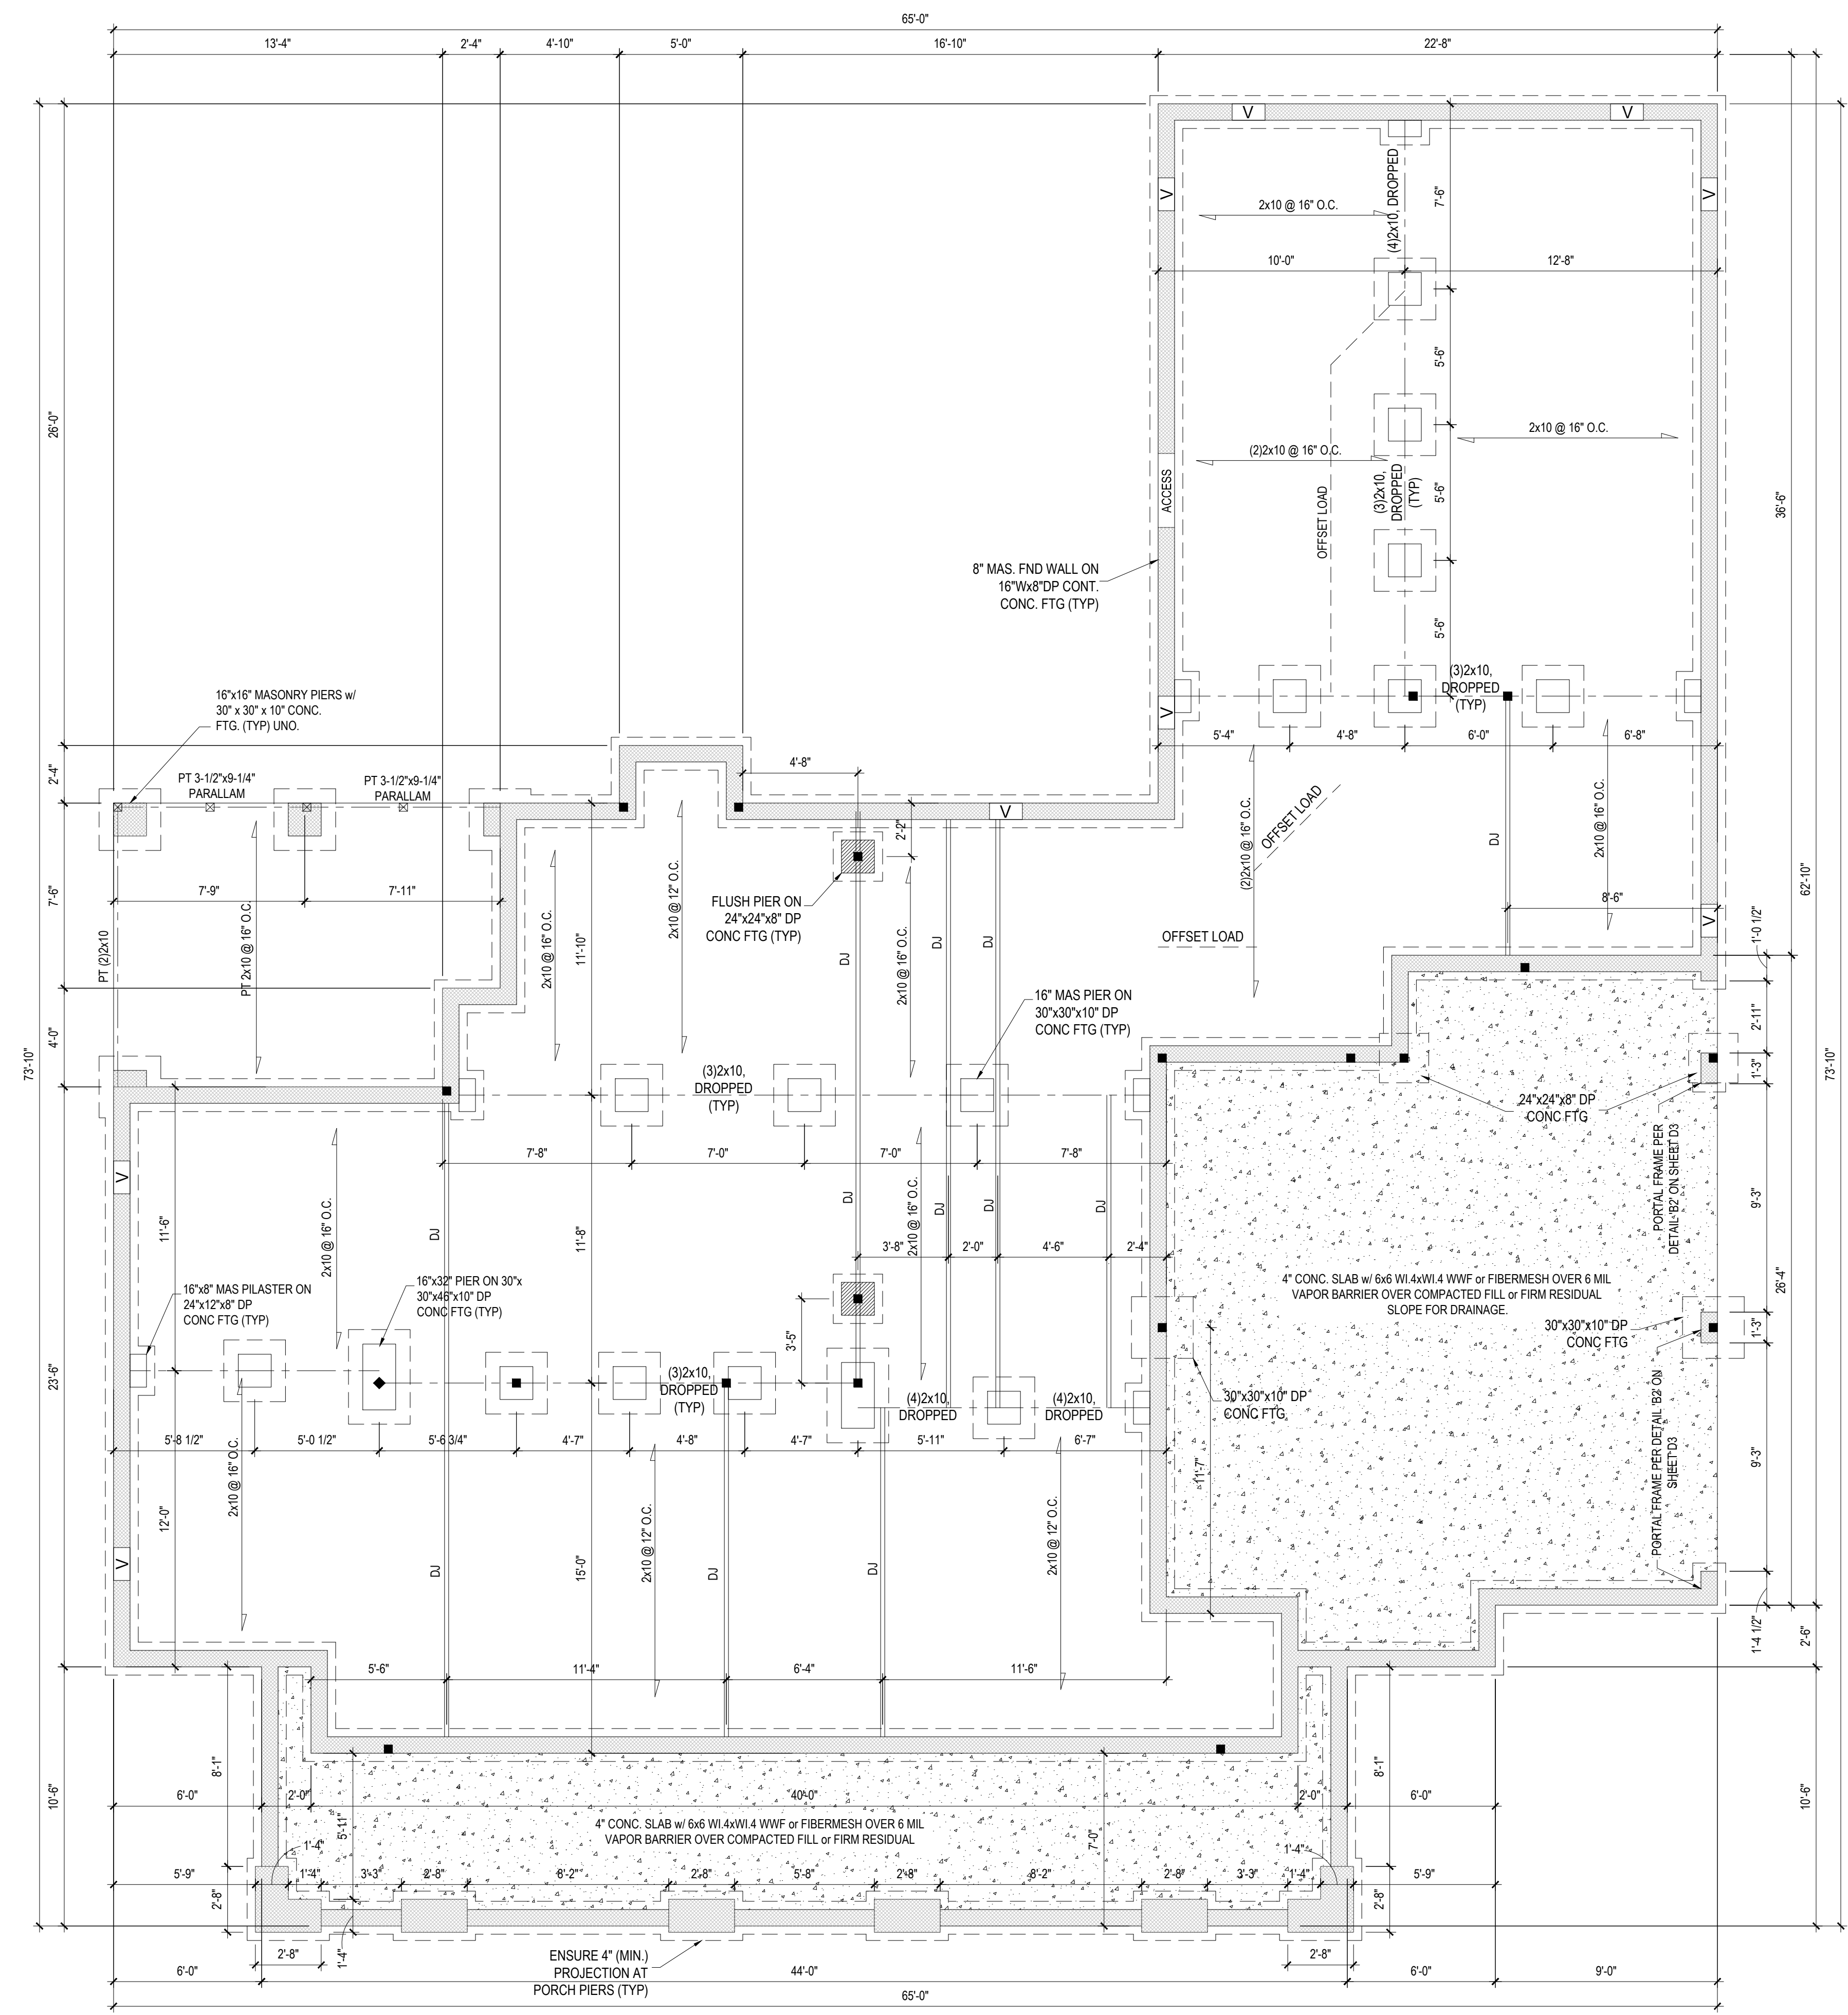 65'-0"
13'-4"
2'-4"
4'-10"
5'-0"
16'-10"
22'-8"
V
V
V
V
2x10 @ 16" O.C.
(4)2x10, DROPPED
7'-6"
10'-0"
12'-8"
5'-6"
26'-0"
36'-6"
2x10 @ 16" O.C.
(2)2x10 @ 16" O.C.
(3)2x10,
DROPPED
(TYP)
5'-6"
ACCESS
OFFSET LOAD
8" MAS. FND WALL ON
16"Wx8"DP CONT.
CONC. FTG (TYP)
5'-6"
(3)2x10,
DROPPED
(TYP)
V
16"x16" MASONRY PIERS w/
30" x 30" x 10" CONC.
FTG. (TYP) UNO.
5'-4"
4'-8"
6'-0"
6'-8"
2'-4"
4'-8"
PT 3-1/2"x9-1/4"
PARALLAM
PT 3-1/2"x9-1/4"
PARALLAM
V
2'-2"
(2)2x10 @ 16" O.C.
OFFSET LOAD
DJ
2x10 @ 16" O.C.
62'-10"
7'-6"
7'-9"
7'-11"
8'-6"
V
FLUSH PIER ON
24"x24"x8" DP
CONC FTG (TYP)
OFFSET LOAD
PT (2)2x10
PT 2x10 @ 16" O.C.
2x10 @ 16" O.C.
2x10 @ 12" O.C.
11'-10"
DJ
2x10 @ 16" O.C.
DJ
DJ
1'-0 1/2"
2'-11"
16" MAS PIER ON
30"x30"x10" DP
CONC FTG (TYP)
73'-10"
4'-0"
73'-10"
1'-3"
(3)2x10,
DROPPED
(TYP)
24"x24"x8" DP
CONC FTG
PORTAL FRAME PER
DETAIL 'B2' ON SHEET D3
7'-8"
7'-0"
7'-0"
7'-8"
V
2x10 @ 16" O.C.
11'-6"
11'-8"
DJ
DJ
2x10 @ 16" O.C.
DJ
DJ
DJ
9'-3"
3'-8"
2'-0"
4'-6"
2'-4"
4" CONC. SLAB w/ 6x6 WI.4xWI.4 WWF or FIBERMESH OVER 6 MIL
VAPOR BARRIER OVER COMPACTED FILL or FIRM RESIDUAL
SLOPE FOR DRAINAGE.
26'-4"
16"x8" MAS PILASTER ON
24"x12"x8" DP
CONC FTG (TYP)
16"x32" PIER ON 30"x
30"x46"x10" DP
CONC FTG (TYP)
30"x30"x10" DP
CONC FTG
1'-3"
3'-5"
23'-6"
(3)2x10,
DROPPED
(TYP)
(4)2x10,
DROPPED
(4)2x10,
DROPPED
30"x30"x10" DP
CONC FTG
PORTAL FRAME PER DETAIL 'B2' ON
SHEET D3
5'-8 1/2"
5'-0 1/2"
5'-6 3/4"
4'-7"
4'-8"
4'-7"
5'-11"
6'-7"
9'-3"
11'-7"
2x10 @ 16" O.C.
12'-0"
V
DJ
15'-0"
2x10 @ 12" O.C.
DJ
DJ
2x10 @ 12" O.C.
1'-4 1/2"
2'-6"
5'-6"
11'-4"
6'-4"
11'-6"
8'-1"
8'-1"
10'-6"
10'-6"
6'-0"
2'-0"
40'-0"
2'-0"
6'-0"
5'-11"
7'-0"
4" CONC. SLAB w/ 6x6 WI.4xWI.4 WWF or FIBERMESH OVER 6 MIL
VAPOR BARRIER OVER COMPACTED FILL or FIRM RESIDUAL
1'-4"
1'-4"
5'-9"
1'-4"
3'-3"
2'-8"
8'-2"
2'-8"
5'-8"
2'-8"
8'-2"
2'-8"
3'-3"
1'-4"
5'-9"
2'-8"
2'-8"
2'-8"
1'-4"
2'-8"
ENSURE 4" (MIN.)
PROJECTION AT
PORCH PIERS (TYP)
6'-0"
44'-0"
6'-0"
9'-0"
65'-0"